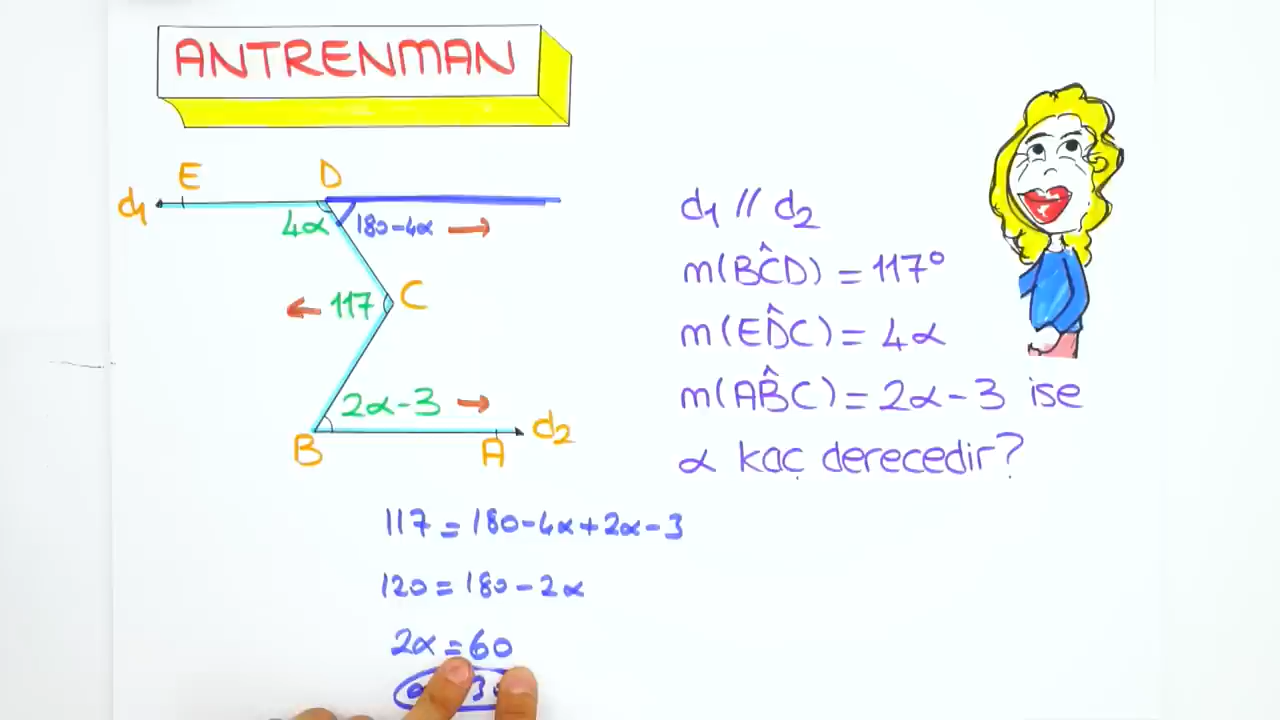 ANTRENMAN
E D
d1
4α 180-4α
117 C
2α-3
B A d2
d1 // d2
m(BĈD) = 117°
m(ED̂C) = 4α
m(AB̂C) = 2α-3 ise
α kaç derecedir?
117 = 180-4α+2α-3
120 = 180-2α
2α = 60